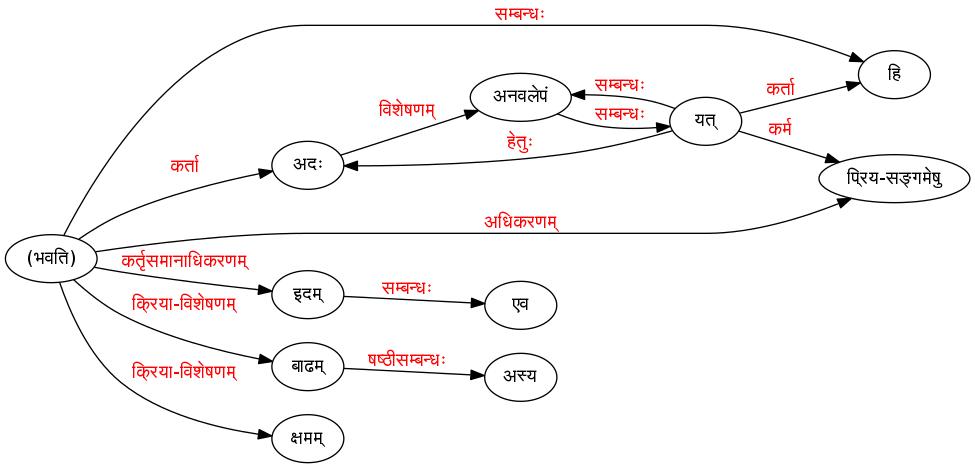 सम्बन्धः
हि
कर्ता
अनवलेपं
सम्बन्धः
विशेषणम्
सम्बन्धः
यत्
कर्म
हेतुः
अदः
कर्ता
प्रिय-सङ्गमेषु
अधिकरणम्
(भवति)
कर्तृसमानाधिकरणम्
इदम्
सम्बन्धः
एव
क्रिया-विशेषणम्
बाढम्
षष्ठीसम्बन्धः
अस्य
क्रिया-विशेषणम्
क्षमम्